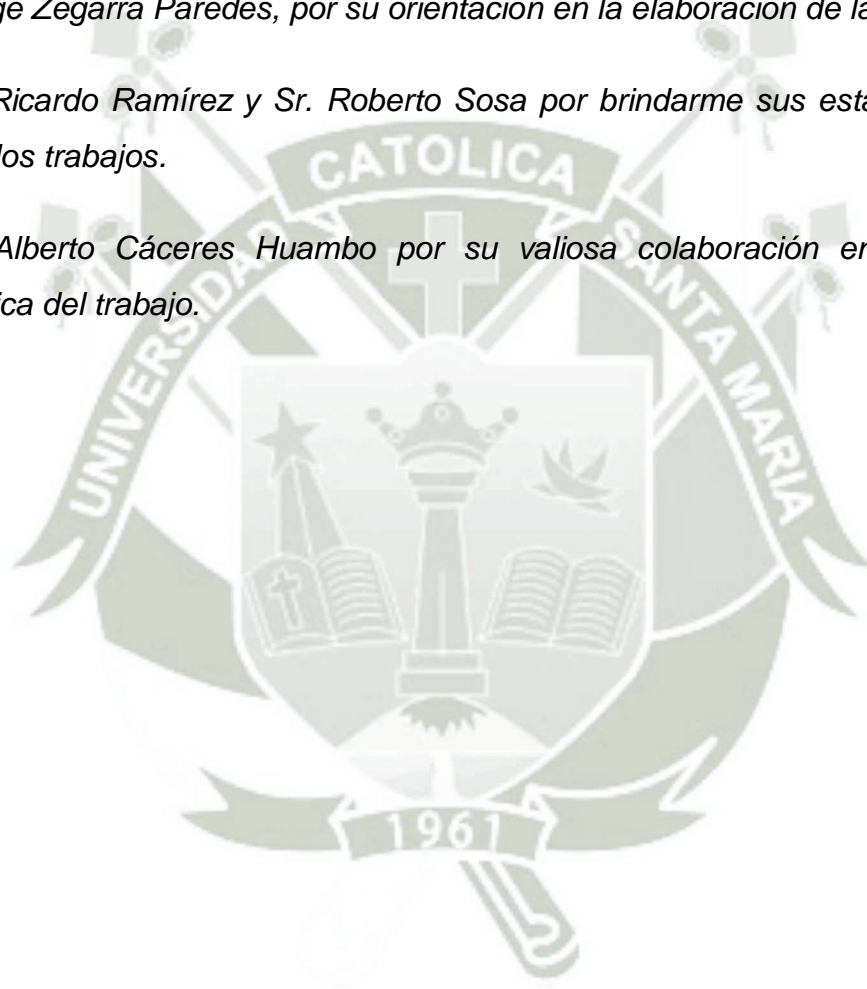 ge Zegarra Paredes, por su orientación en la elaboración de la
Ricardo Ramírez y Sr. Roberto Sosa por brindarme sus esta
los trabajos.
Alberto Cáceres Huambo por su valiosa colaboración en
ica del trabajo.
UNIVERSIDAD CATOLICA SANTA MARIA
1961